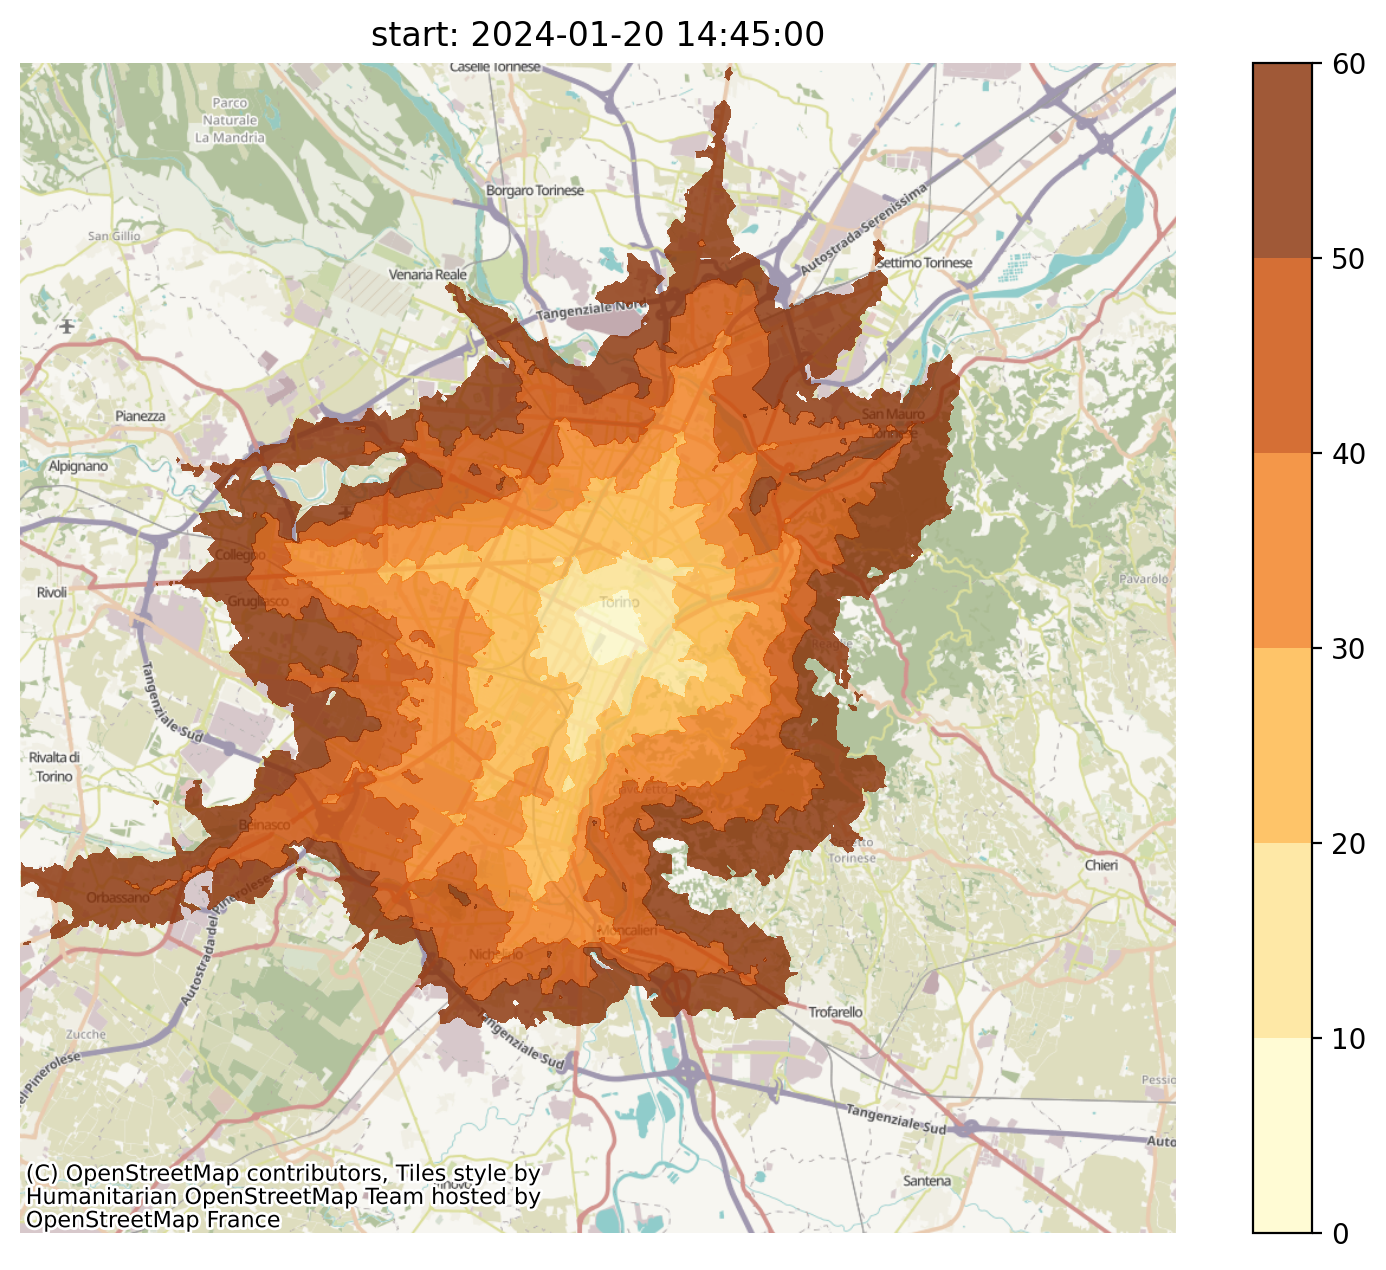 start: 2024-01-20 14:45:00
Caselle Torinese
Parco
Naturale
La Mandria
Borgaro Torinese
San Gillio
Autostrada Serenissima
Settimo Torinese
Venaria Reale
Tangenziale Nord
Pianezza
San Mauro
Torinese
Alpignano
Collegno
Pavarolo
Rivoli
Grugliasco
Torino
Reaglie
Tangenziale Sud
Rivalta di
Torino
Cavoretto
Beinasco
Torinese
Chieri
Orbassano
Autostrada del Pinerolese
Moncalieri
Nichelino
Trofarello
Zucche
Tangenziale Sud
Pinerolese
Pessio
Tangenziale Sud
Auto
Santena
(C) OpenStreetMap contributors, Tiles style by
Humanitarian OpenStreetMap Team hosted by
OpenStreetMap France
60
50
40
30
20
10
0